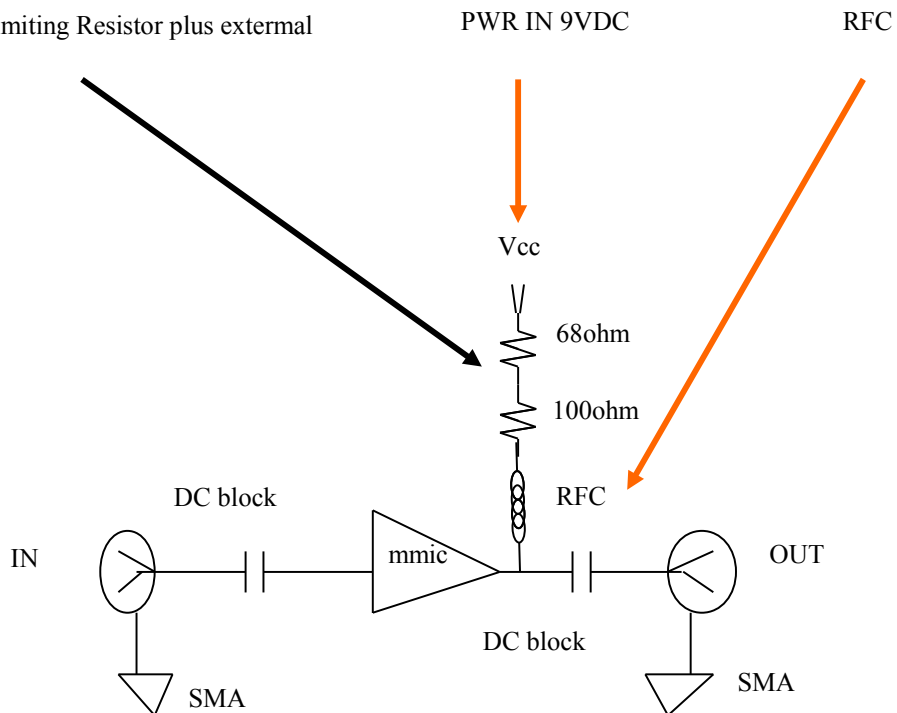 miting Resistor plus extermal
PWR IN 9VDC
RFC
Vcc
68ohm
100ohm
RFC
DC block
IN
mmic
OUT
DC block
SMA
SMA